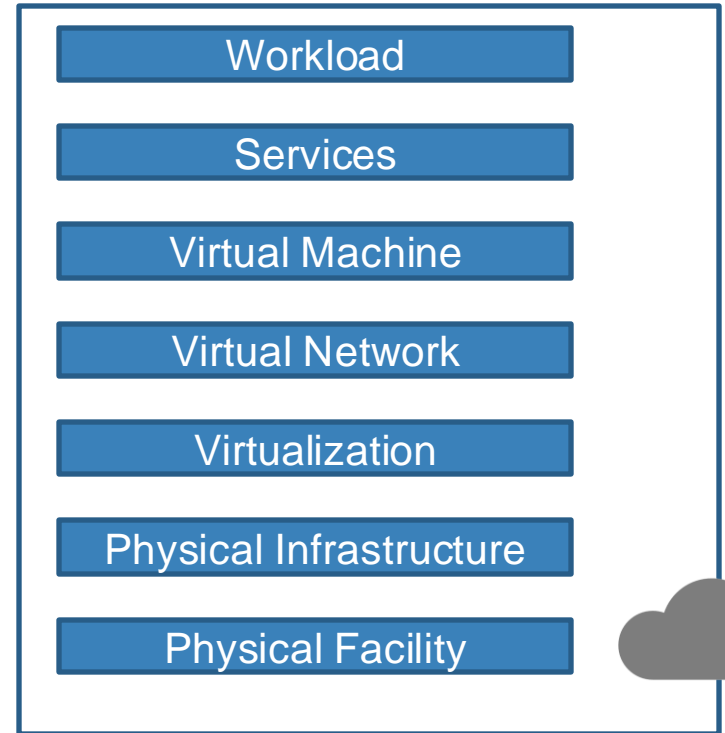 Workload
Services
Virtual Machine
Virtual Network
Virtualization
Physical Infrastructure
Physical Facility